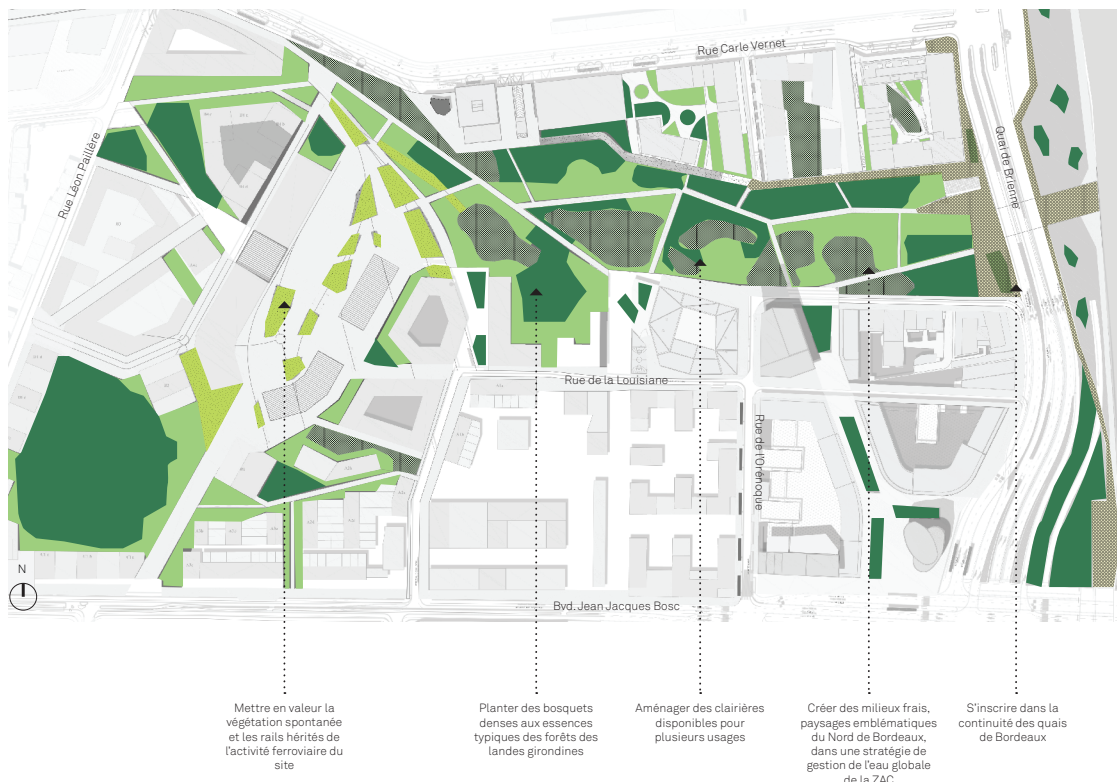 Rue Carle Vernet
Rue Léon Paillère
Quai de Brienne
Rue de la Louisiane
Rue de l'Orénoque
N
Bvd. Jean Jacques Bosc
Mettre en valeur la
végétation spontanée
et les rails hérités de
l'activité ferroviaire du
site
Planter des bosquets
denses aux essences
typiques des forêts des
landes girondines
Aménager des clairières
disponibles pour
plusieurs usages
Créer des milieux frais,
paysages emblématiques
du Nord de Bordeaux,
dans une stratégie de
gestion de l'eau globale
de la ZAC
S'inscrire dans la
continuité des quais
de Bordeaux